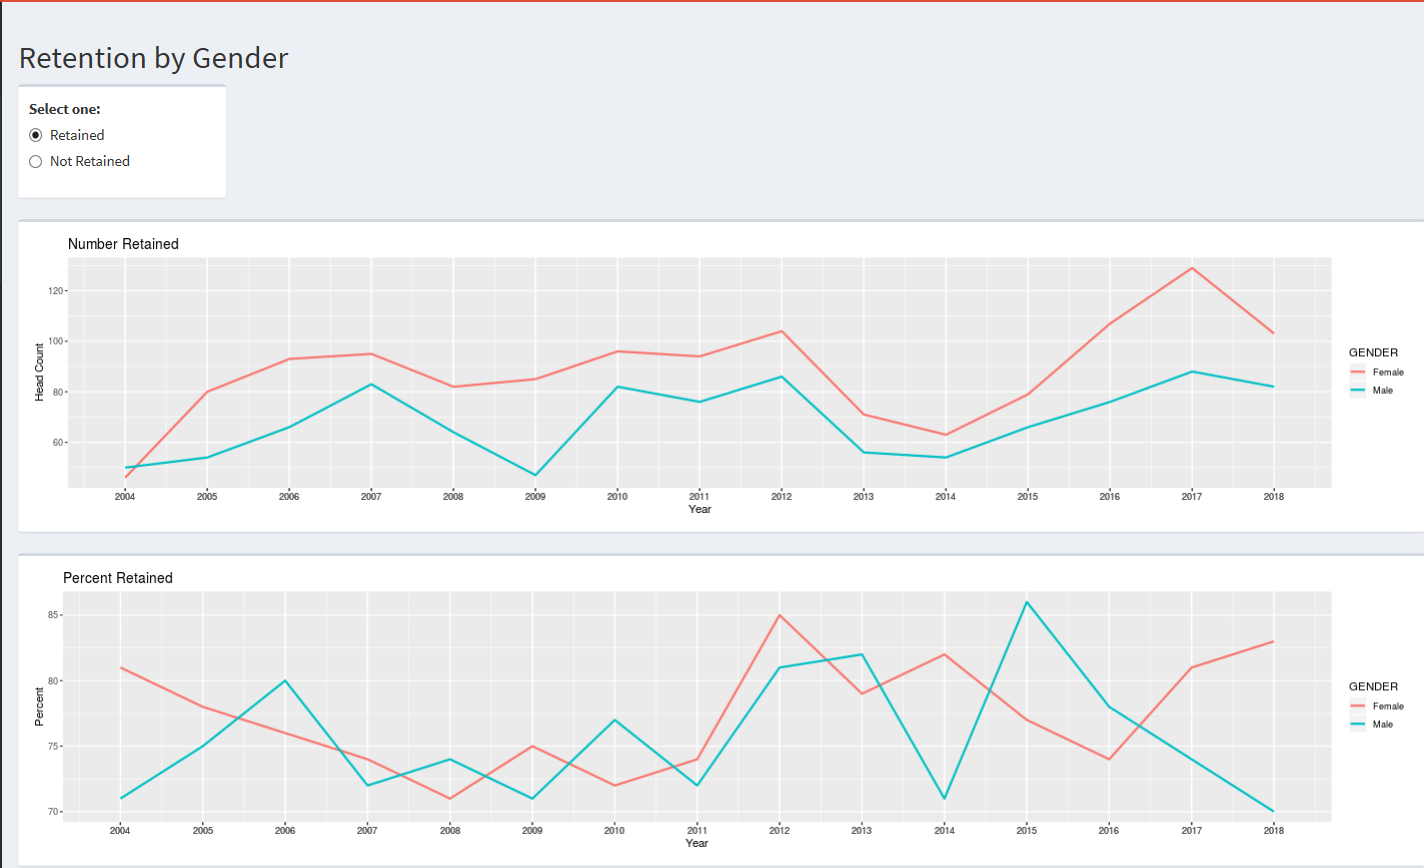 Retention by Gender
Select one:
Retained
Not Retained
Number Retained
120
100
80
60
Head Count
2004 2005 2006 2007 2008 2009 2010 2011 2012 2013 2014 2015 2016 2017 2018
Year
GENDER
Female
Male
Percent Retained
85
80
75
70
Percent
2004 2005 2006 2007 2008 2009 2010 2011 2012 2013 2014 2015 2016 2017 2018
Year
GENDER
Female
Male